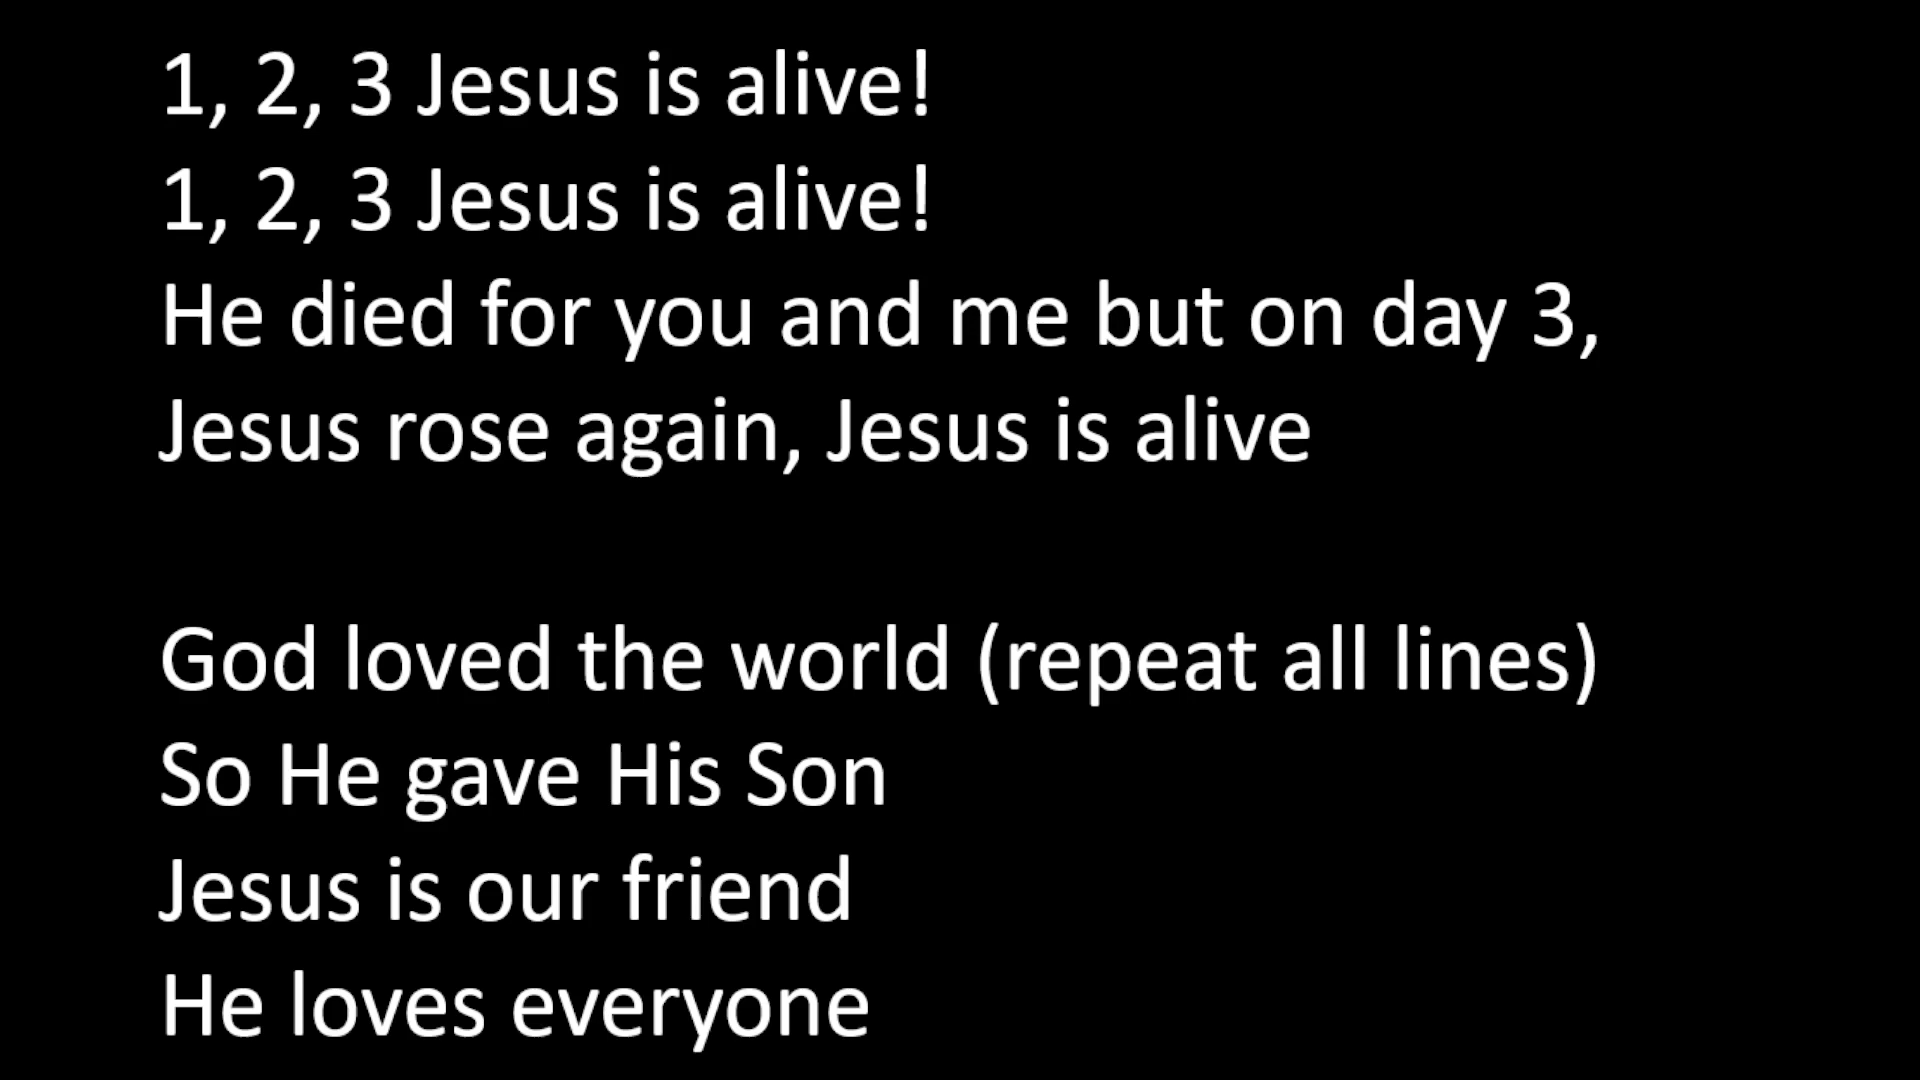 1, 2, 3 Jesus is alive!
1, 2, 3 Jesus is alive!
He died for you and me but on day 3,
Jesus rose again, Jesus is alive
God loved the world (repeat all lines)
So He gave His Son
Jesus is our friend
He loves everyone